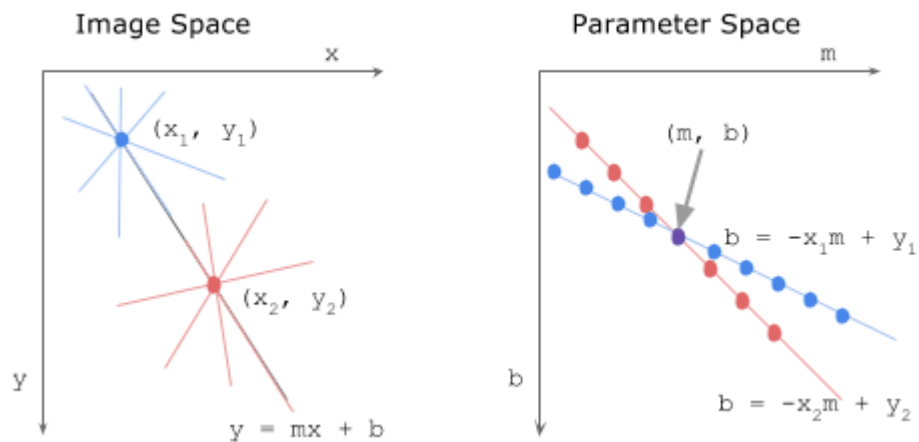 Image Space
x
(x₁, y₁)
(x₂, y₂)
y
y = mx + b
Parameter Space
m
(m, b)
b = -x₁m + y₁
b
b = -x₂m + y₂